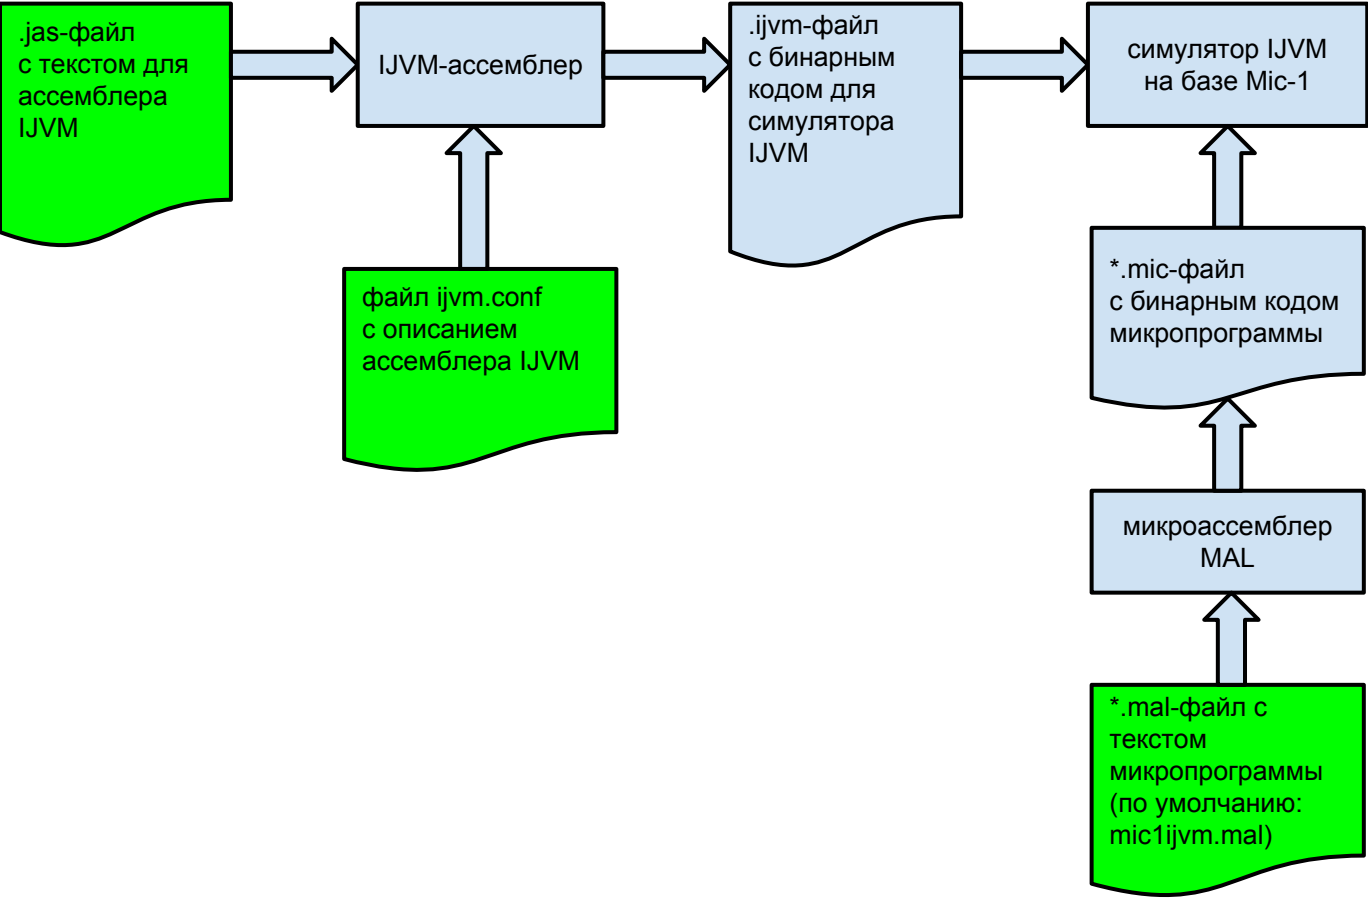 .jas-файл
с текстом для
ассемблера
IJVM
IJVM-ассемблер
.ijvm-файл
с бинарным
кодом для
симулятора
IJVM
симулятор IJVM
на базе Mic-1
файл ijvm.conf
с описанием
ассемблера IJVM
*.mic-файл
с бинарным кодом
микропрограммы
микроассемблер
MAL
*.mal-файл с
текстом
микропрограммы
(по умолчанию:
mic1ijvm.mal)